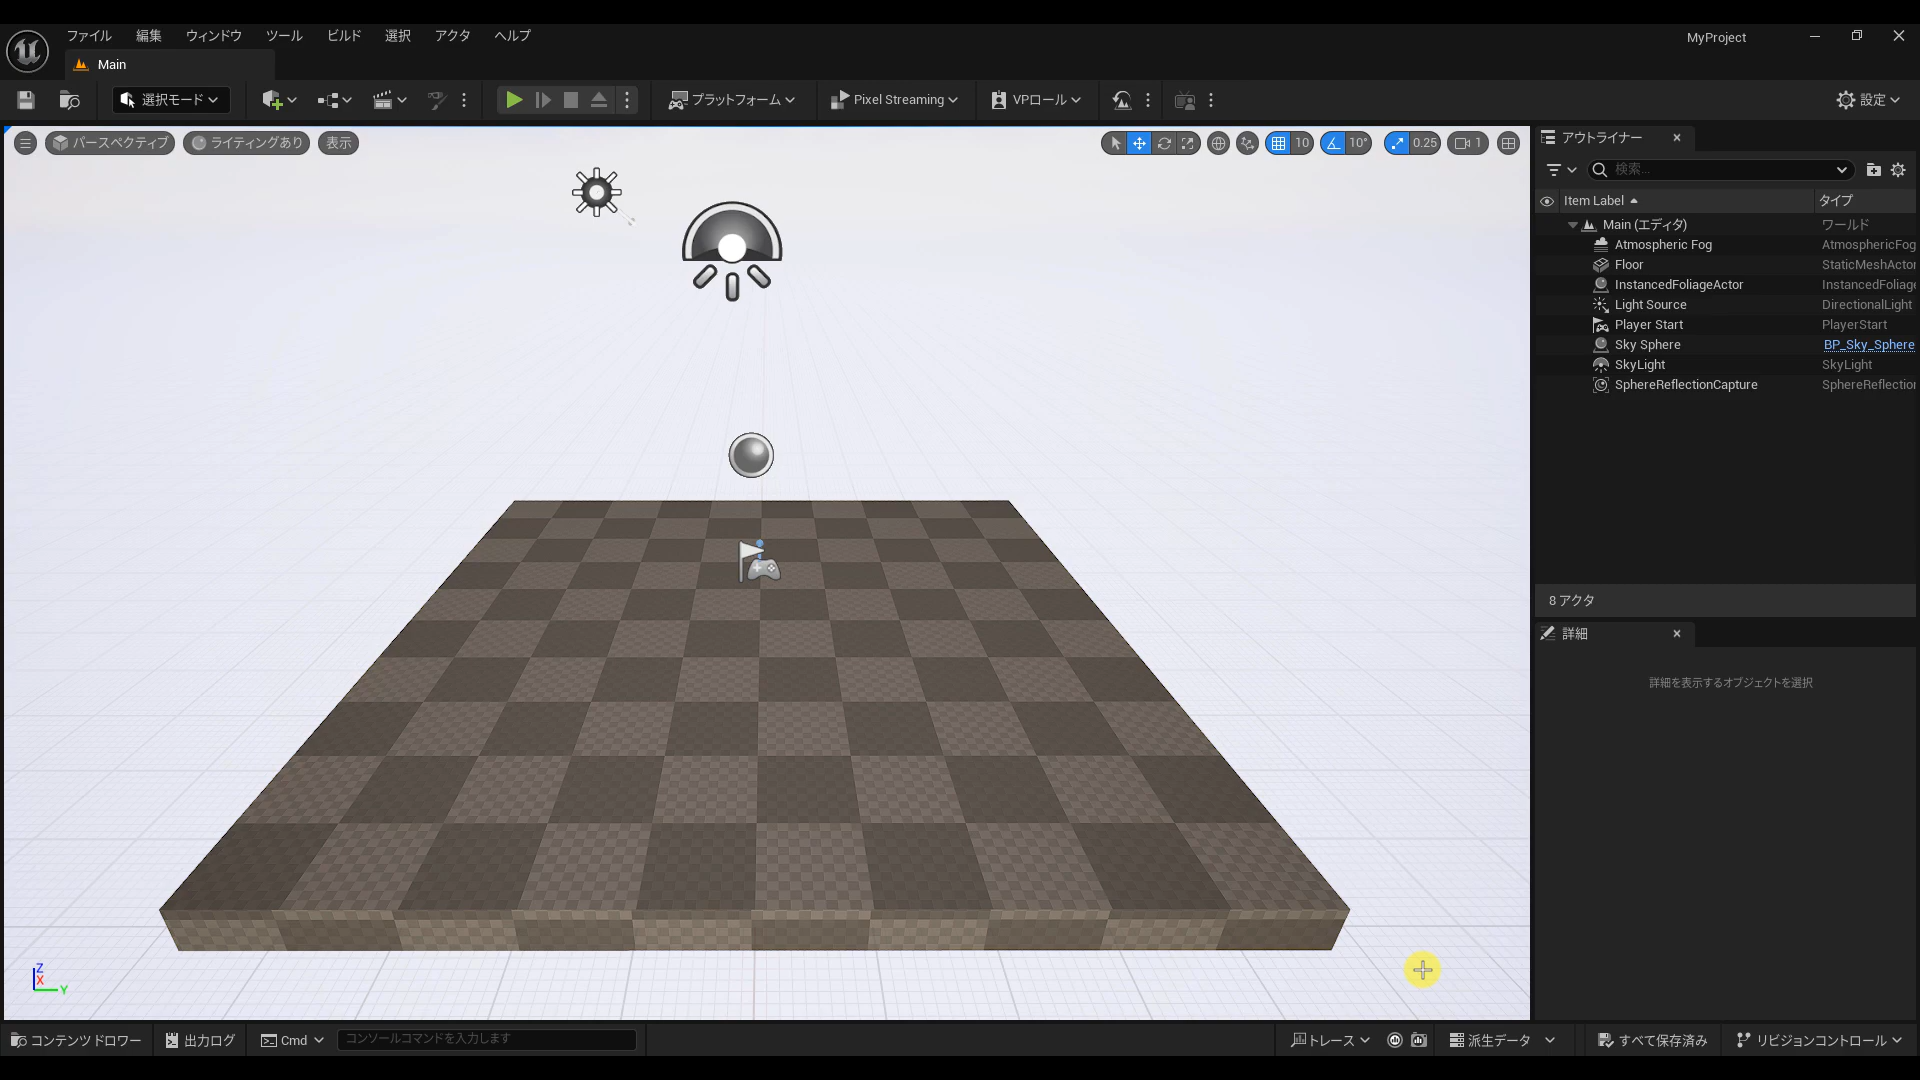 ファイル 編集 ウィンドウ ツール ビルド 選択 アクタ ヘルプ
MyProject
Main
選択モード
プラットフォーム
Pixel Streaming
VPロール
設定
パースペクティブ
ライティングあり
表示
10
10°
0.25
1
アウトライナー
検索...
Item Label
タイプ
Main (エディタ) ワールド
Atmospheric Fog AtmosphericFog
Floor StaticMeshActor
InstancedFoliageActor InstancedFoliage
Light Source DirectionalLight
Player Start PlayerStart
Sky Sphere BP_Sky_Sphere
SkyLight SkyLight
SphereReflectionCapture SphereReflection
8 アクタ
詳細
詳細を表示するオブジェクトを選択
Z
X
Y
コンテンツ ドロワー
出力ログ
Cmd
コンソールコマンドを入力します
トレース
派生データ
すべて保存済み
リビジョンコントロール